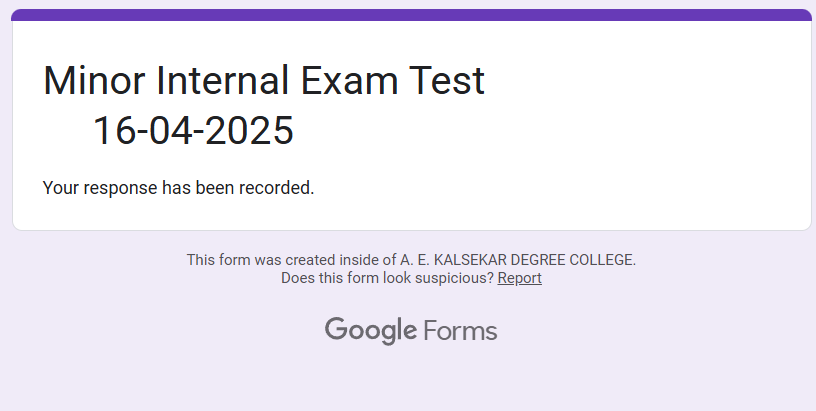 Minor Internal Exam Test
16-04-2025
Your response has been recorded.
This form was created inside of A. E. KALSEKAR DEGREE COLLEGE.
Does this form look suspicious? Report
Google Forms